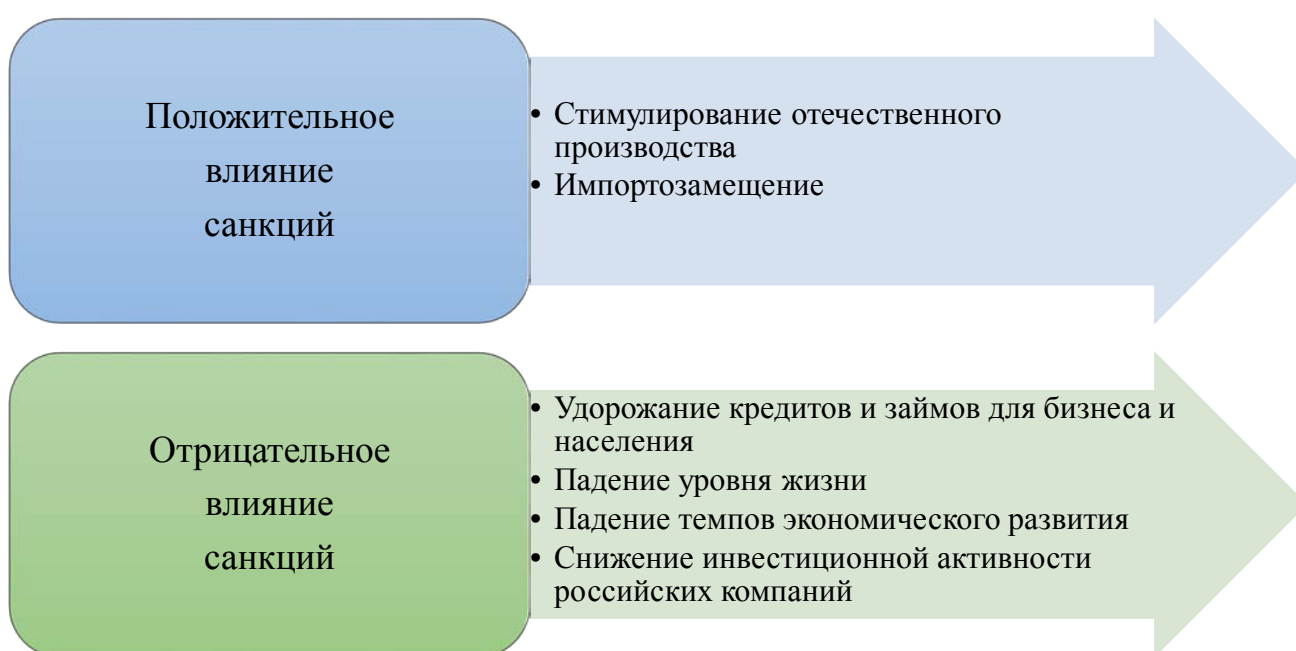 Положительное
влияние
санкций
• Стимулирование отечественного
производства
• Импортозамещение
Отрицательное
влияние
санкций
• Удорожание кредитов и займов для бизнеса и
населения
• Падение уровня жизни
• Падение темпов экономического развития
• Снижение инвестиционной активности
российских компаний